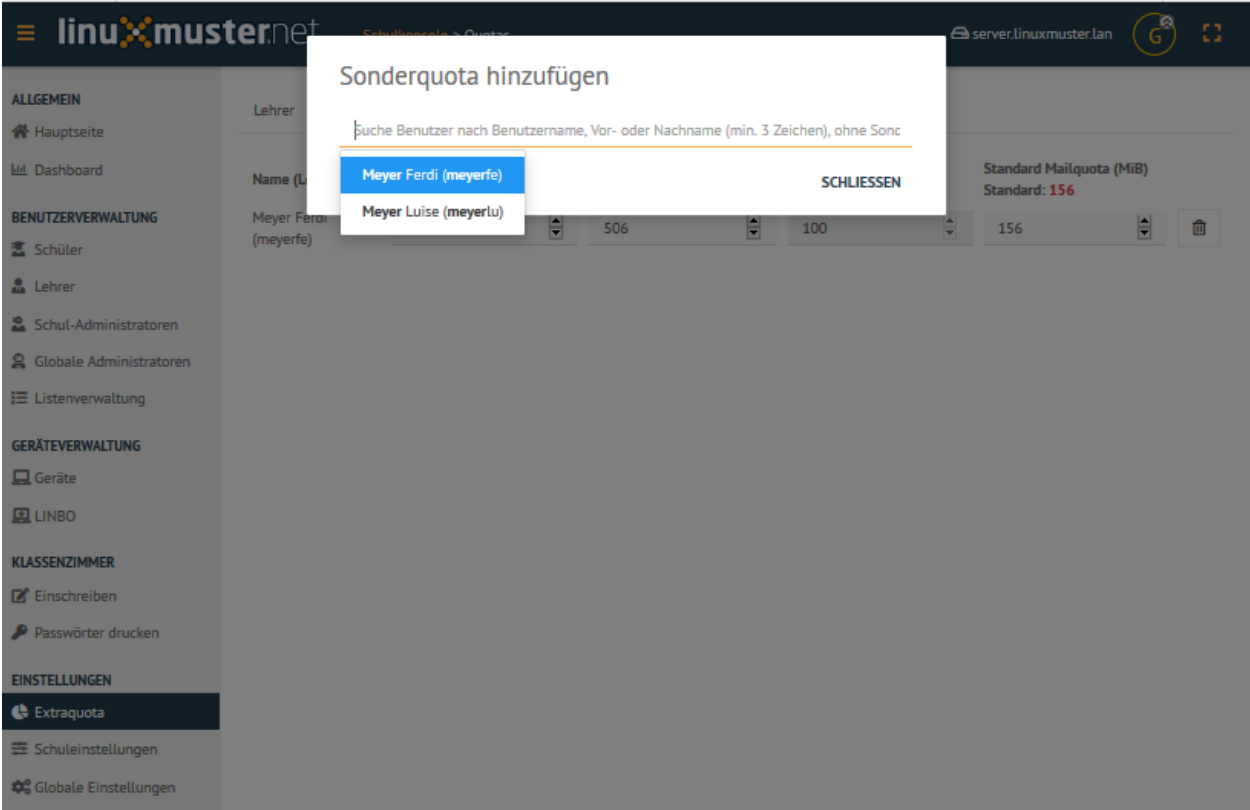 linuxmuster.net
Schulkonsole > Quotas
server.linuxmuster.lan
G
Sonderquota hinzufügen
Suche Benutzer nach Benutzername, Vor- oder Nachname (min. 3 Zeichen), ohne Sonc
Meyer Ferdi (meyerfe)
Meyer Luise (meyerlu)
SCHLIESSEN
ALLGEMEIN
Hauptseite
Dashboard
BENUTZERVERWALTUNG
Schüler
Lehrer
Schul-Administratoren
Globale Administratoren
Listenverwaltung
GERÄTEVERWALTUNG
Geräte
LINBO
KLASSENZIMMER
Einschreiben
Passwörter drucken
EINSTELLUNGEN
Extraquota
Schuleinstellungen
Globale Einstellungen
Lehrer
Name (L
Standard Mailquota (MiB)
Standard: 156
Meyer Ferdi
(meyerfe)
506
100
156